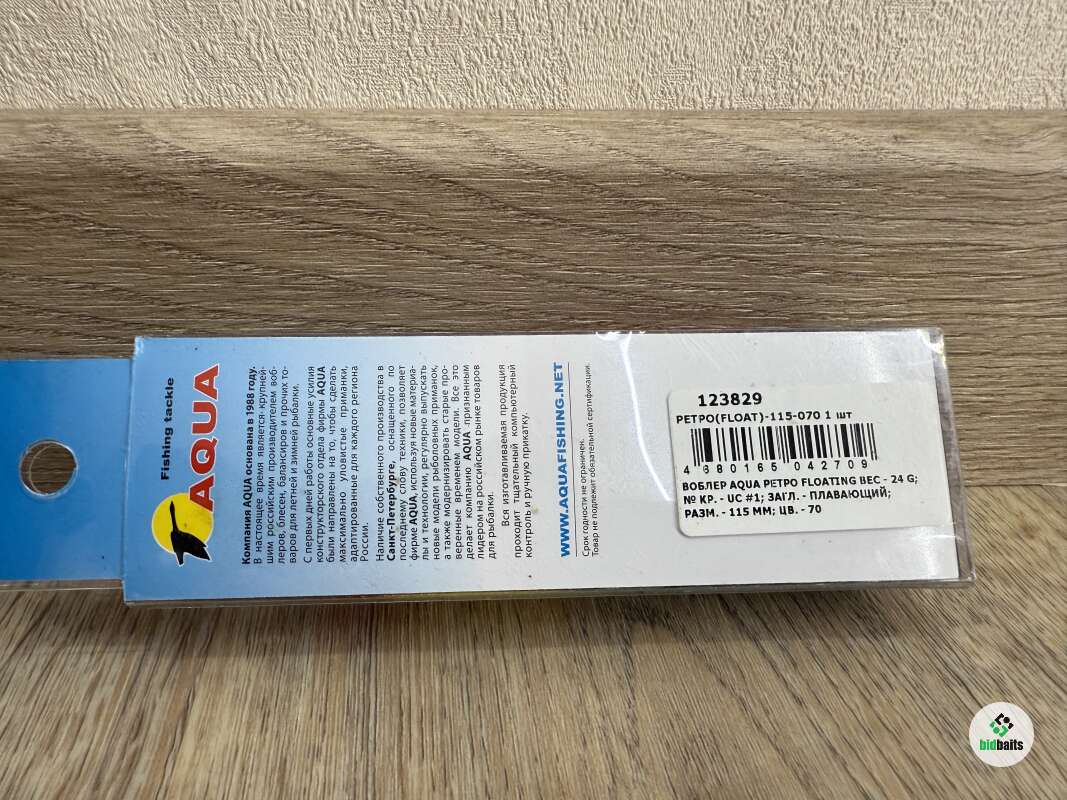 Fishing tackle
AQUA
Компания AQUA основана в 1988 году.
В настоящее время является крупней-
шим российским производителем воб-
леров, блесен, балансиров и прочих то-
варов для летней и зимней рыбалки.
С первых дней работы основные усилия
конструкторского отдела фирмы AQUA
были направлены на то, чтобы сделать
максимально уловистые приманки,
адаптированные для каждого региона
России.
Наличие собственного производства в
Санкт-Петербурге, оснащенного по
последнему слову техники, позволяет
фирме AQUA, используя новые материа-
лы и технологии, регулярно выпускать
новые модели рыболовных приманок,
а также модернизировать старые про-
веренные временем модели. Все это
делает компанию AQUA признанным
лидером на российском рынке товаров
для рыбалки.
Вся изготавливаемая продукция
проходит тщательный компьютерный
контроль и ручную прикатку.
WWW.AQUAFISHING.NET
Срок годности не ограничен.
Товар не подлежит обязательной сертификации.
123829
РЕТРО(FLOAT)-115-070 1 шт
4 680165 042709
ВОБЛЕР AQUA РЕТРО FLOATING ВЕС - 24 G;
№ КР. - UC #1; ЗАГЛ. - ПЛАВАЮЩИЙ;
РАЗМ. - 115 ММ; ЦВ. - 70
bidbaits